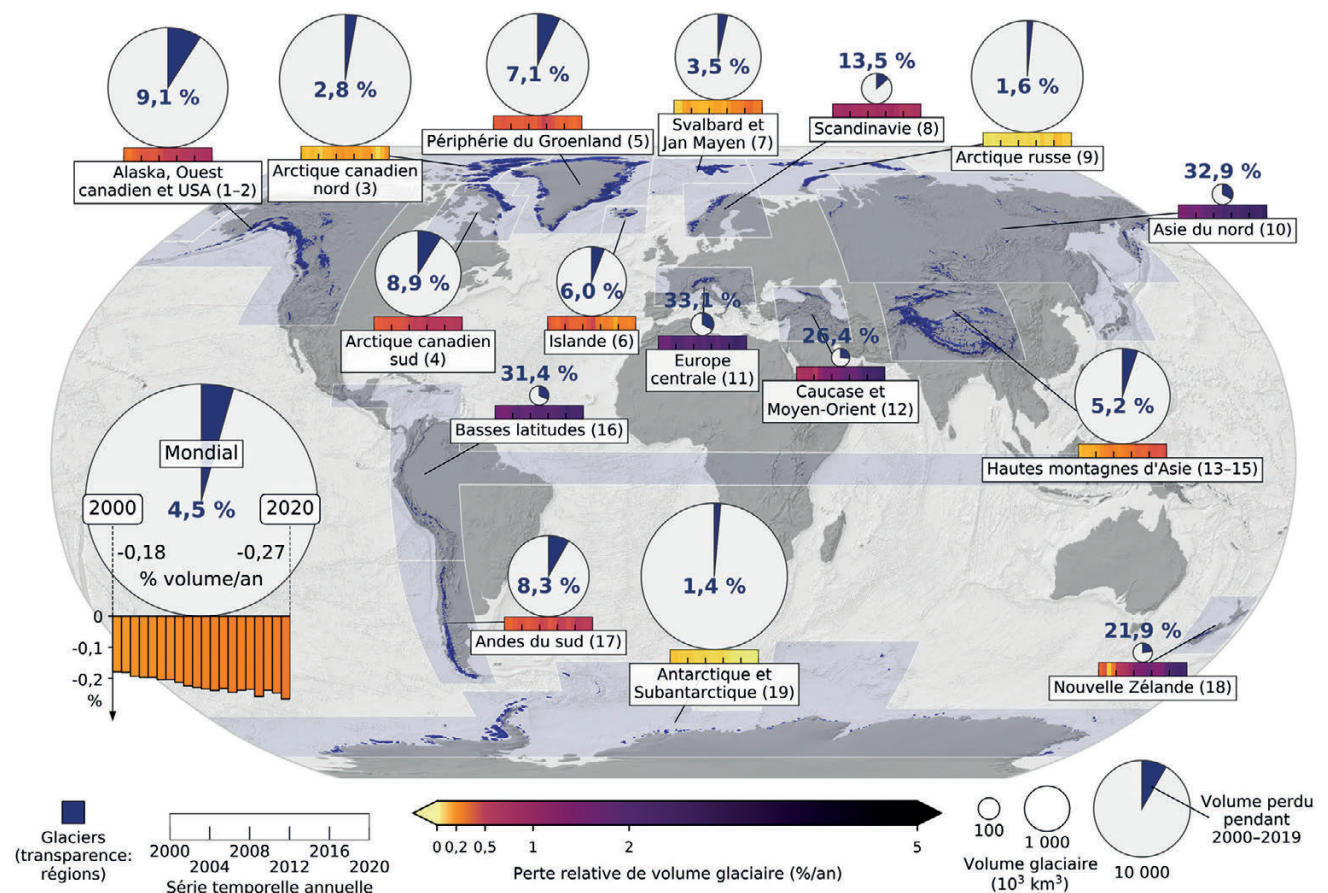 9,1 %
Alaska, Ouest
canadien et USA (1–2)
2,8 %
Arctique canadien
nord (3)
7,1 %
Périphérie du Groenland (5)
3,5 %
Svalbard et
Jan Mayen (7)
13,5 %
Scandinavie (8)
1,6 %
Arctique russe (9)
32,9 %
Asie du nord (10)
8,9 %
Arctique canadien
sud (4)
6,0 %
Islande (6)
33,1 %
Europe
centrale (11)
26,4 %
Caucase et
Moyen-Orient (12)
5,2 %
Hautes montagnes d'Asie (13–15)
31,4 %
Basses latitudes (16)
Mondial
4,5 %
2000
2020
-0,18
-0,27
% volume/an
0
-0,1
-0,2
%
8,3 %
Andes du sud (17)
1,4 %
Antarctique et
Subantarctique (19)
21,9 %
Nouvelle Zélande (18)
Glaciers
(transparence:
régions)
2000 2008 2016
2004 2012 2020
Série temporelle annuelle
0 0,2 0,5 1 2 5
Perte relative de volume glaciaire (%/an)
100
1 000
10 000
Volume glaciaire
(10³ km³)
Volume perdu
pendant
2000–2019